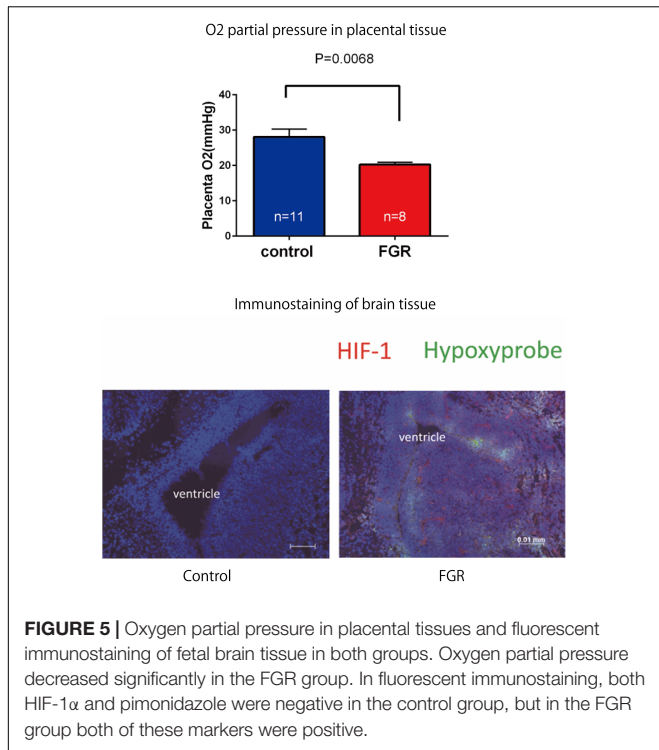 O2 partial pressure in placental tissue
P=0.0068
Placenta O2(mmHg)
40
30
20
10
0
n=11
n=8
control
FGR
Immunostaining of brain tissue
HIF-1 Hypoxyprobe
ventricle
ventricle
0.01 mm
Control
FGR
FIGURE 5 | Oxygen partial pressure in placental tissues and fluorescent
immunostaining of fetal brain tissue in both groups. Oxygen partial pressure
decreased significantly in the FGR group. In fluorescent immunostaining, both
HIF-1α and pimonidazole were negative in the control group, but in the FGR
group both of these markers were positive.